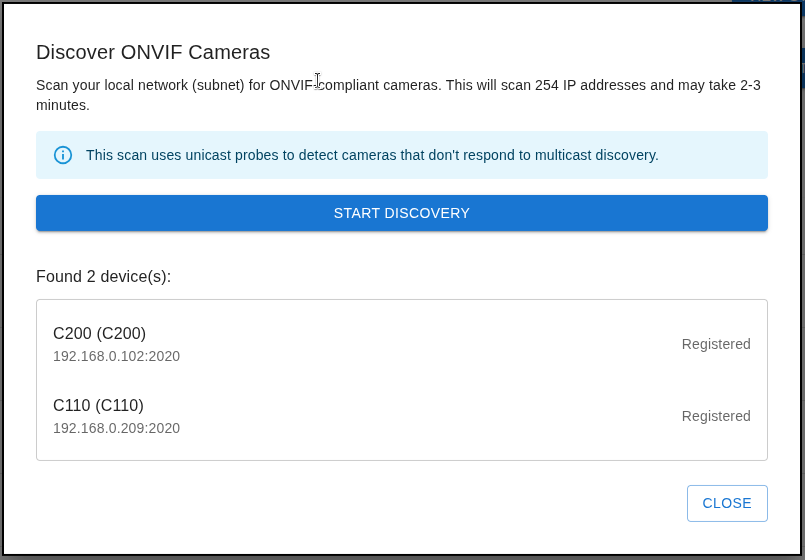 Discover ONVIF Cameras
Scan your local network (subnet) for ONVIF-compliant cameras. This will scan 254 IP addresses and may take 2-3
minutes.
This scan uses unicast probes to detect cameras that don't respond to multicast discovery.
START DISCOVERY
Found 2 device(s):
C200 (C200)
192.168.0.102:2020
Registered
C110 (C110)
192.168.0.209:2020
Registered
CLOSE